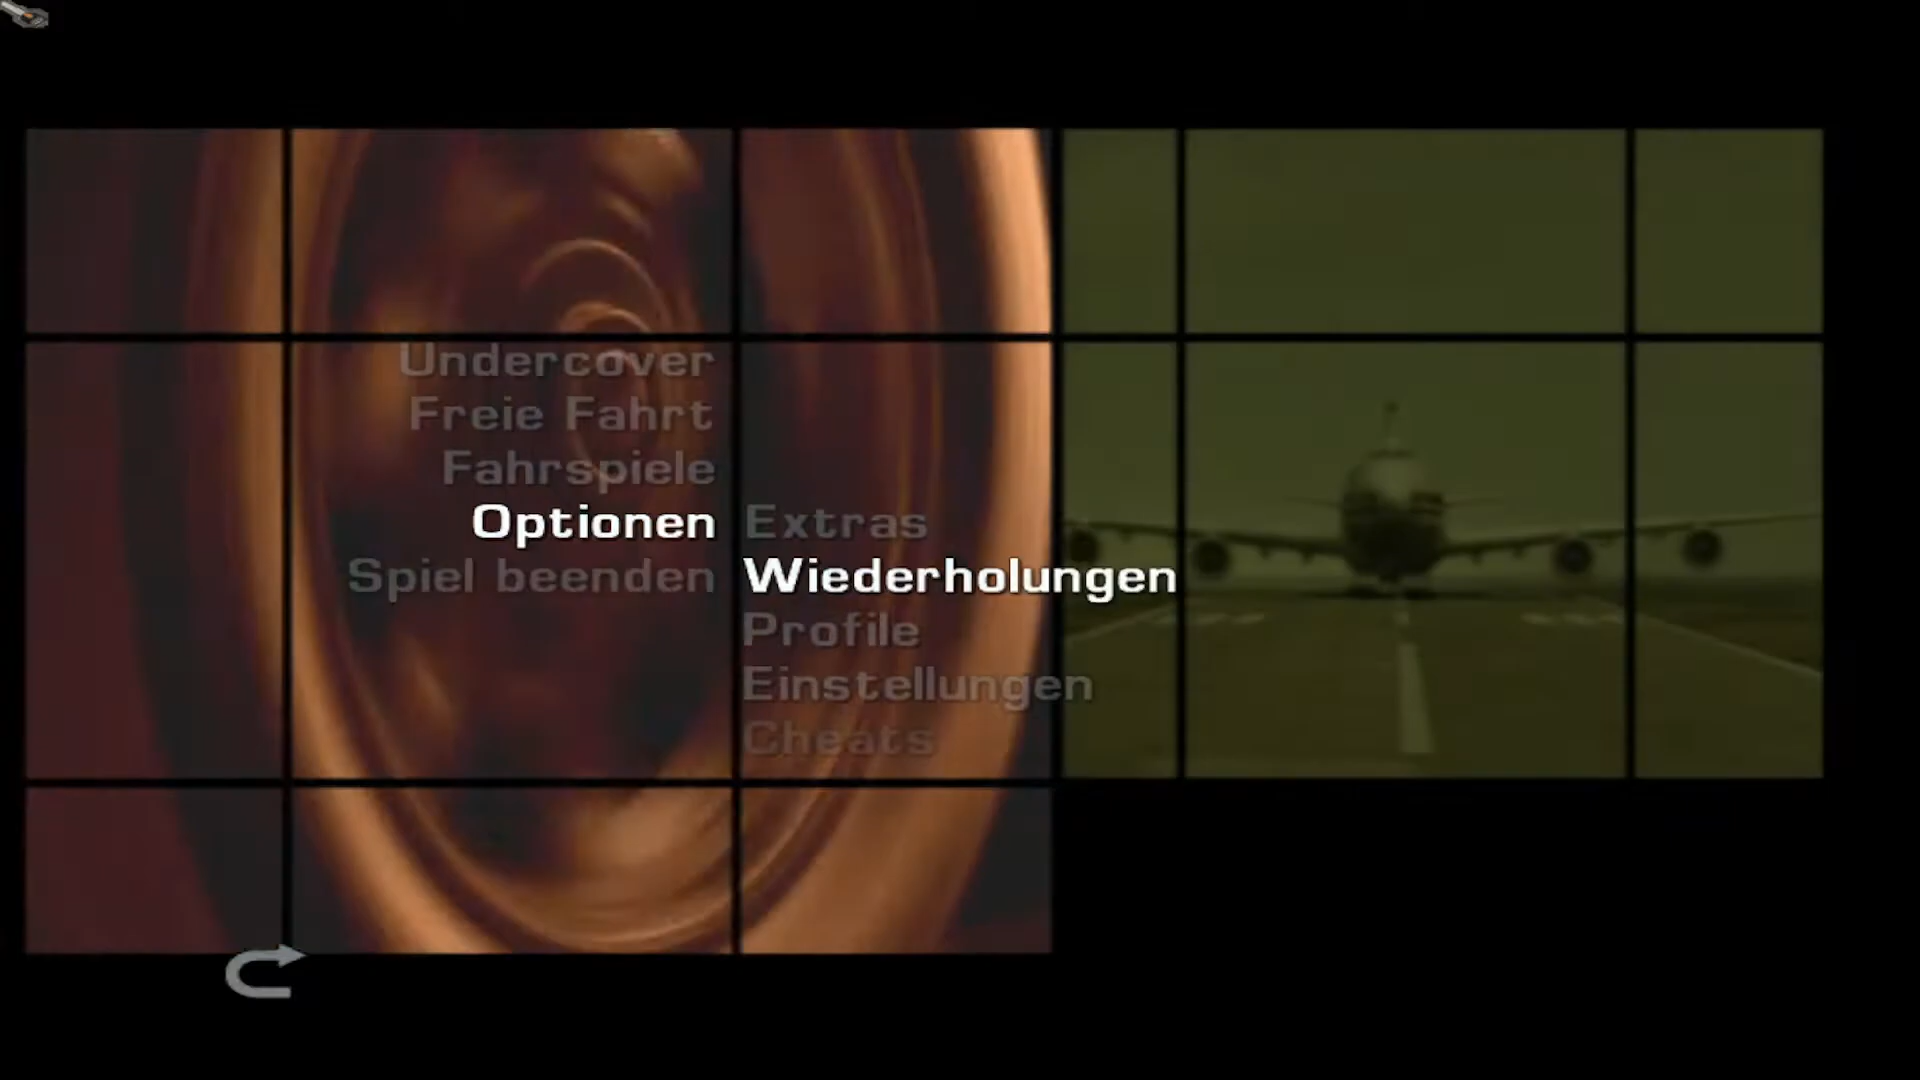 Undercover
Freie Fahrt
Fahrspiele
Optionen
Spiel beenden
Extras
Wiederholungen
Profile
Einstellungen
Cheats